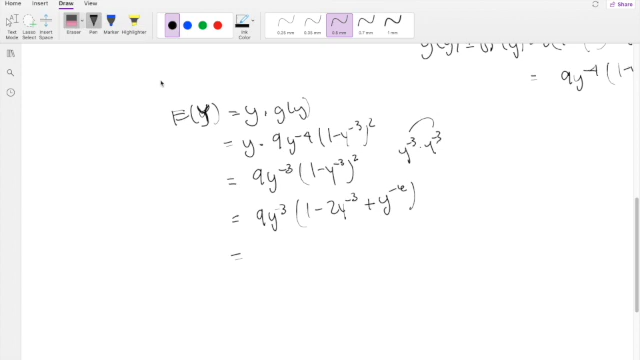 Home Insert Draw View
Share
Text Mode
Lasso Select
Insert Space
Eraser
Pen
Marker
Highlighter
0.25 mm
0.35 mm
0.5 mm
0.7 mm
1 mm
Ink Color
= 9y⁻⁴(1-
E(Y) = y · g(y)
= y · 9y⁻⁴(1-y⁻³)²
= 9y⁻³(1-y⁻³)²
y⁻³·y⁻³
= 9y⁻³(1-2y⁻³+y⁻⁶)
=